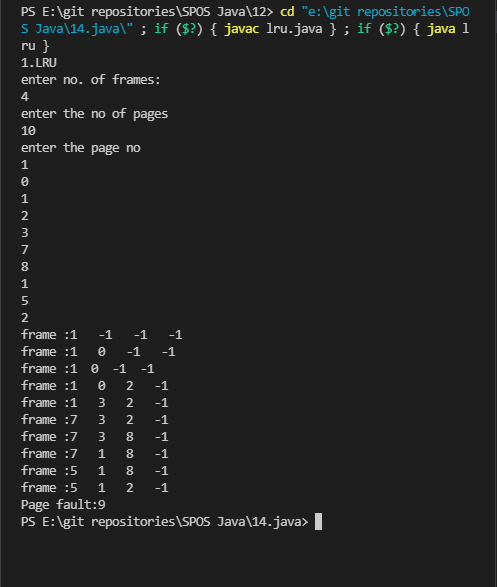 PS E:\git repositories\SPOS Java\12> cd "e:\git repositories\SPO
S Java\14.java\" ; if ($?) { javac lru.java } ; if ($?) { java l
ru }
1.LRU
enter no. of frames:
4
enter the no of pages
10
enter the page no
1
0
1
2
3
7
8
1
5
2
frame :1   -1   -1   -1
frame :1   0   -1   -1
frame :1  0  -1  -1
frame :1   0   2   -1
frame :1   3   2   -1
frame :7   3   2   -1
frame :7   3   8   -1
frame :7   1   8   -1
frame :5   1   8   -1
frame :5   1   2   -1
Page fault:9
PS E:\git repositories\SPOS Java\14.java>